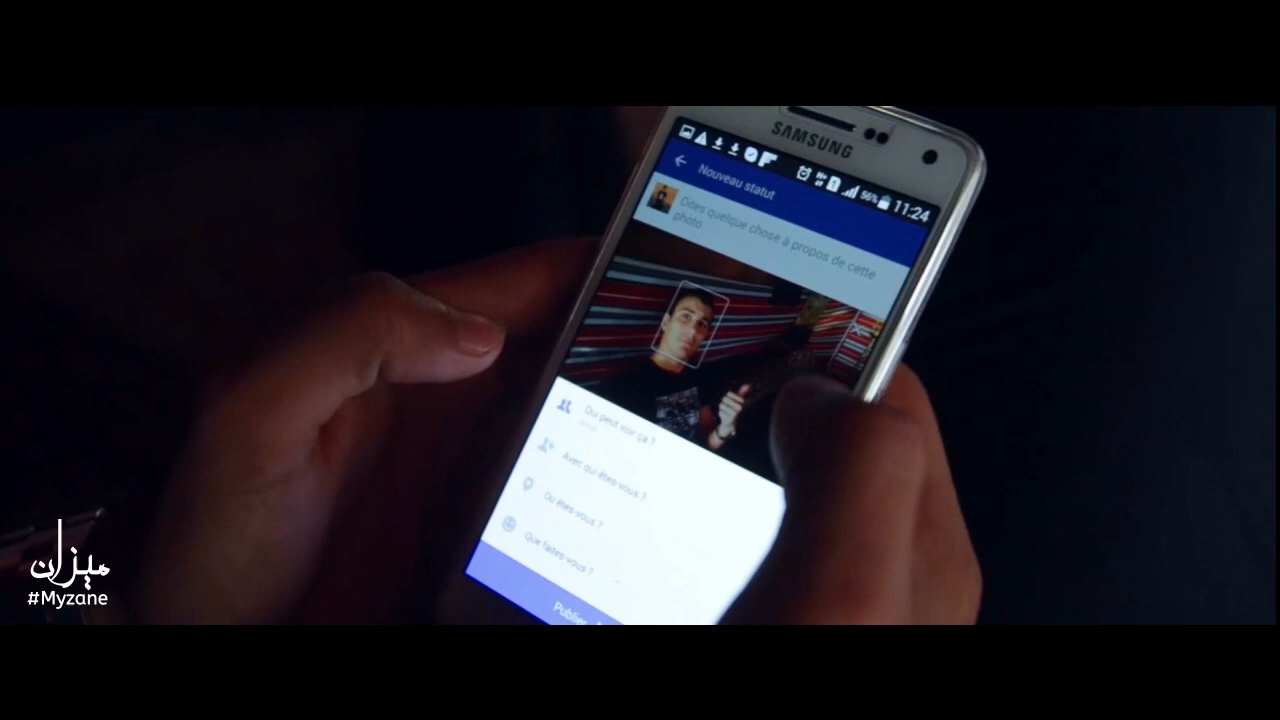 SAMSUNG
56% 11:24
Nouveau statut
Dites quelque chose à propos de cette
photo
Qui peut voir ça ?
Avec qui êtes-vous ?
Où êtes-vous ?
Que faites-vous ?
Publier
ميزان
#Myzane